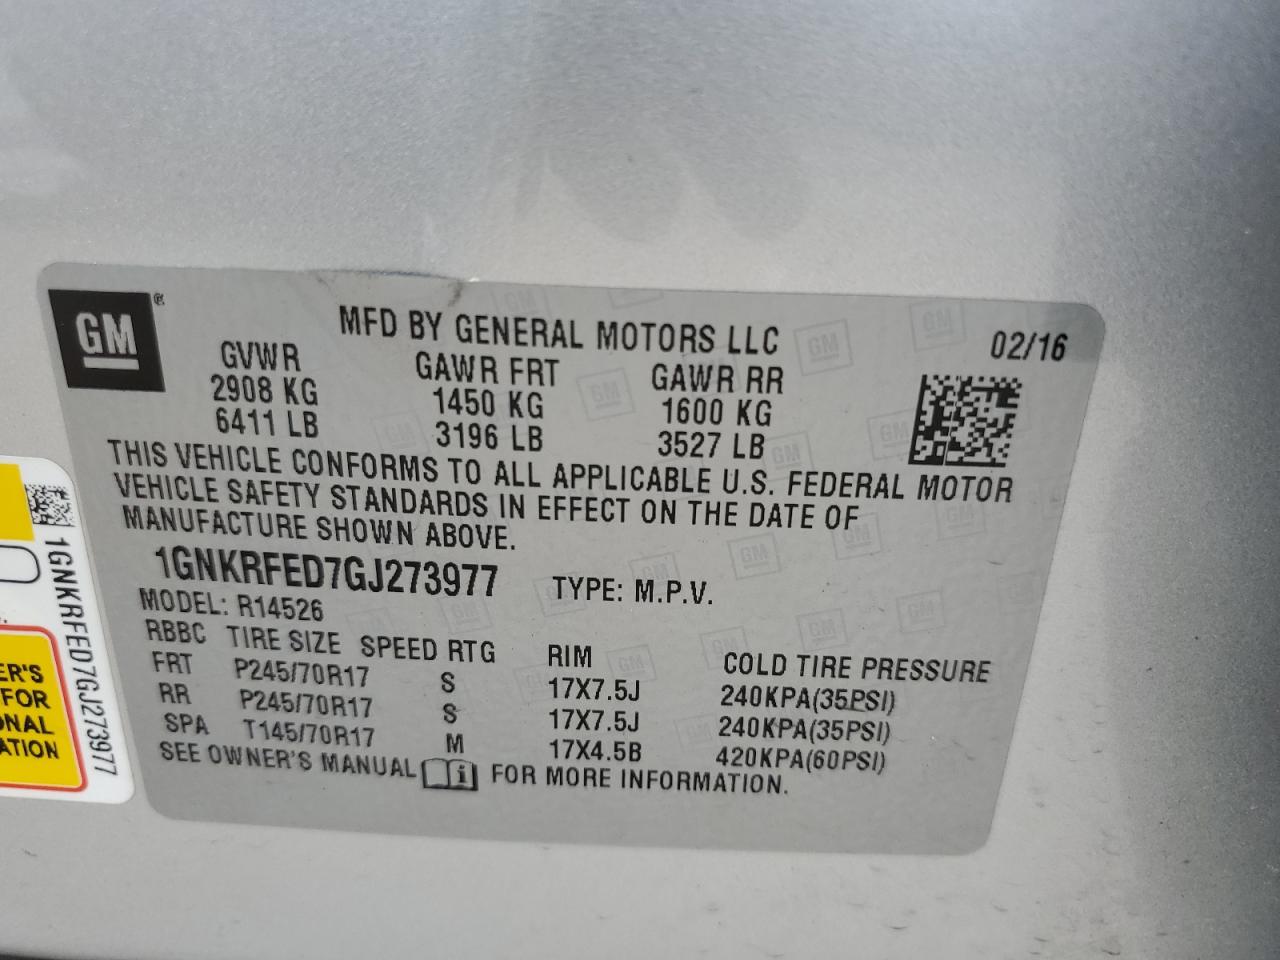 GM ®
MFD BY GENERAL MOTORS LLC
02/16
GVWR GAWR FRT GAWR RR
2908 KG 1450 KG 1600 KG
6411 LB 3196 LB 3527 LB
THIS VEHICLE CONFORMS TO ALL APPLICABLE U.S. FEDERAL MOTOR
VEHICLE SAFETY STANDARDS IN EFFECT ON THE DATE OF
MANUFACTURE SHOWN ABOVE.
1GNKRFED7GJ273977 TYPE: M.P.V.
MODEL: R14526
RBBC TIRE SIZE SPEED RTG RIM COLD TIRE PRESSURE
FRT P245/70R17 S 17X7.5J 240KPA(35PSI)
RR P245/70R17 S 17X7.5J 240KPA(35PSI)
SPA T145/70R17 M 17X4.5B 420KPA(60PSI)
SEE OWNER'S MANUAL FOR MORE INFORMATION.
1GNKRFED7GJ273977
ER'S
FOR
ONAL
ATION